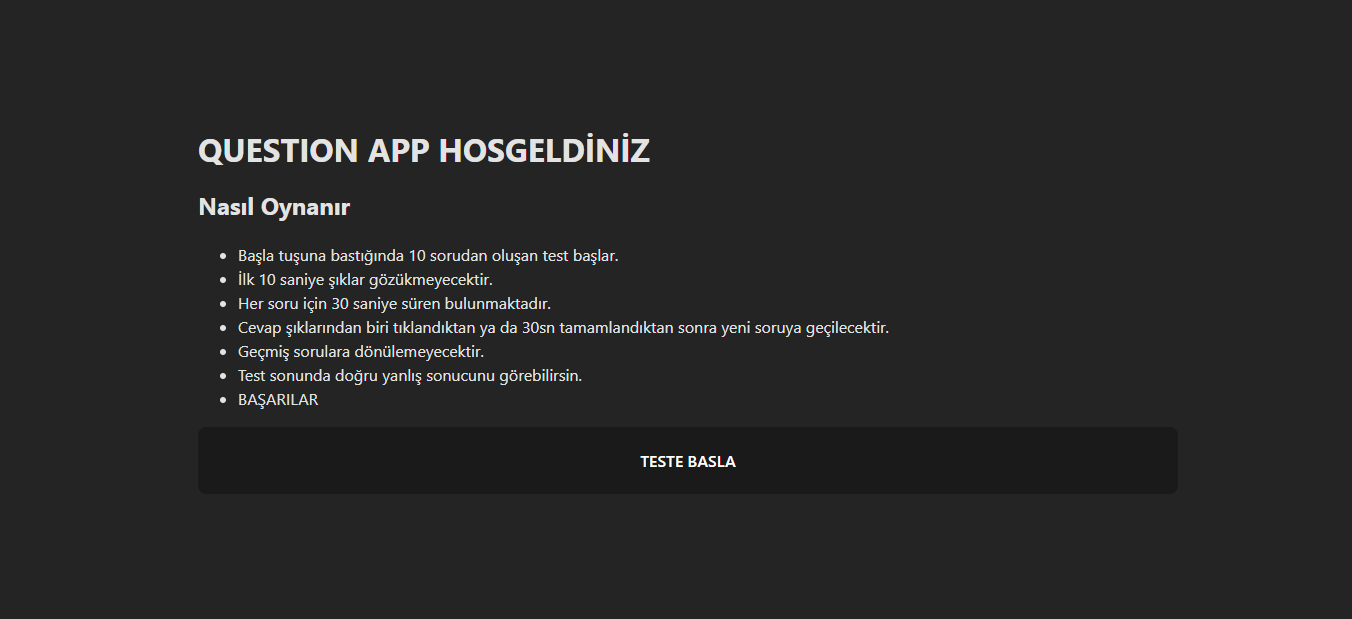 QUESTION APP HOSGELDİNİZ
Nasıl Oynanır
Başla tuşuna bastığında 10 sorudan oluşan test başlar.
İlk 10 saniye şıklar gözükmeyecektir.
Her soru için 30 saniye süren bulunmaktadır.
Cevap şıklarından biri tıklandıktan ya da 30sn tamamlandıktan sonra yeni soruya geçilecektir.
Geçmiş sorulara dönülemeyecektir.
Test sonunda doğru yanlış sonucunu görebilirsin.
BAŞARILAR
TESTE BASLA